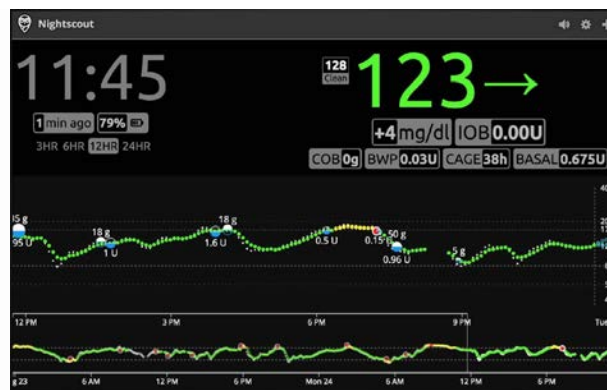 Nightscout
11:45
128
Clean
123→
1 min ago 79%
+4 mg/dl IOB 0.00U
3HR 6HR 12HR 24HR
COB 0g BWP 0.03U CAGE 38h BASAL 0.675U
18 g
18 g
50 g
5 g
1 U
1.6 U
0.5 U
0.15
0.96 U
12 PM 3 PM 6 PM 9 PM Tue
g 23 6 AM 12 PM 6 PM Mon 24 6 AM 12 PM 6 PM